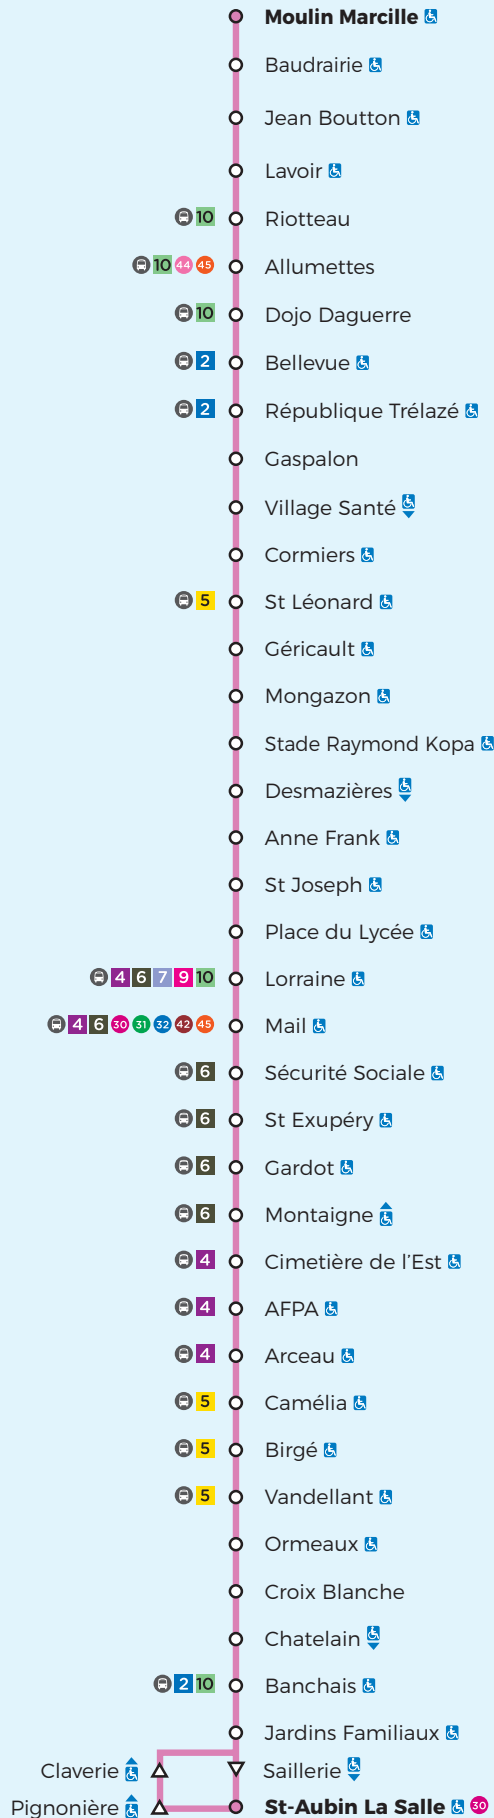 Moulin Marcille
Baudrairie
Jean Boutton
Lavoir
10 Riotteau
10 44 45 Allumettes
10 Dojo Daguerre
2 Bellevue
2 République Trélazé
Gaspalon
Village Santé
Cormiers
5 St Léonard
Géricault
Mongazon
Stade Raymond Kopa
Desmazières
Anne Frank
St Joseph
Place du Lycée
4 6 7 9 10 Lorraine
4 6 30 31 32 42 45 Mail
6 Sécurité Sociale
6 St Exupéry
6 Gardot
6 Montaigne
4 Cimetière de l'Est
4 AFPA
4 Arceau
5 Camélia
5 Birgé
5 Vandellant
Ormeaux
Croix Blanche
Chatelain
2 10 Banchais
Jardins Familiaux
Claverie Saillerie
Pignonière St-Aubin La Salle 30